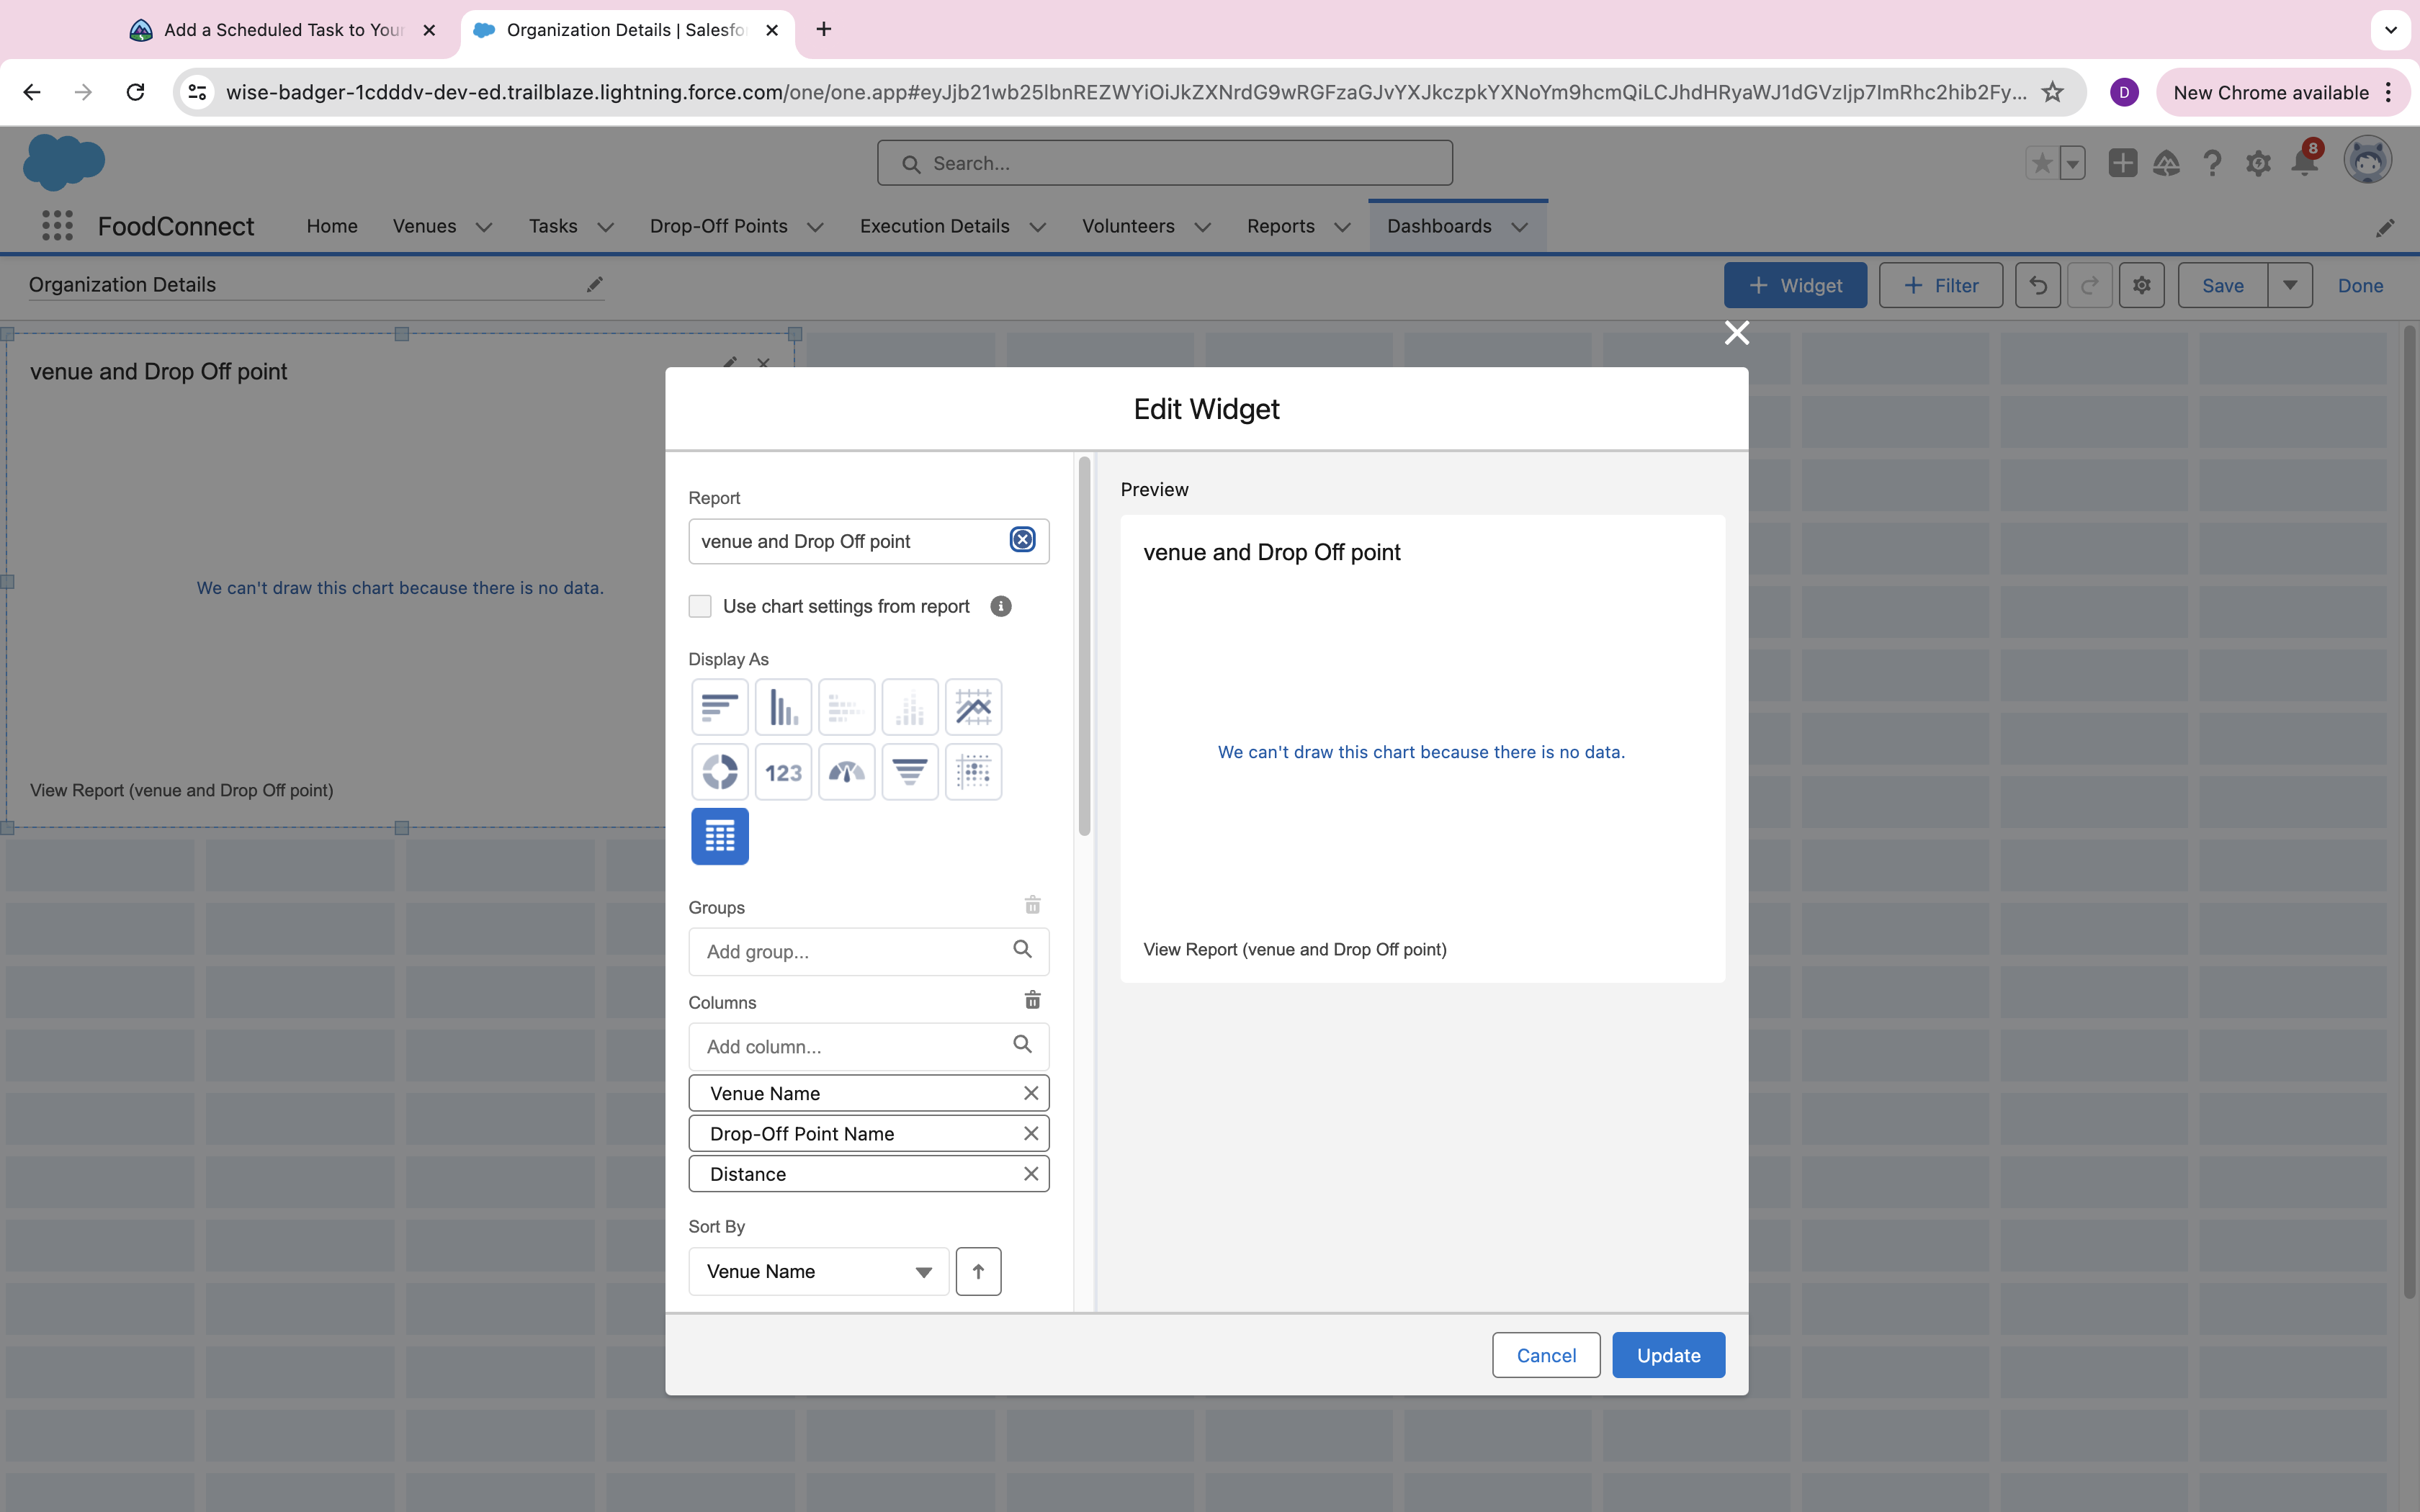 Add a Scheduled Task to Your
Organization Details | Salesfo
wise-badger-1cdddv-dev-ed.trailblaze.lightning.force.com/one/one.app#eyJjb21wb25lbnREZWYiOiJkZXNrdG9wRGFzaGJvYXJkczpkYXNoYm9hcmQiLCJhdHRyaWJ1dGVzIjp7ImRhc2hib2Fy...
D
New Chrome available
Search...
8
FoodConnect
Home
Venues
Tasks
Drop-Off Points
Execution Details
Volunteers
Reports
Dashboards
Organization Details
+ Widget
+ Filter
Save
Done
venue and Drop Off point
We can't draw this chart because there is no data.
View Report (venue and Drop Off point)
Edit Widget
Report
venue and Drop Off point
Use chart settings from report
Display As
123
Groups
Add group...
Columns
Add column...
Venue Name
Drop-Off Point Name
Distance
Sort By
Venue Name
Preview
venue and Drop Off point
We can't draw this chart because there is no data.
View Report (venue and Drop Off point)
Cancel
Update